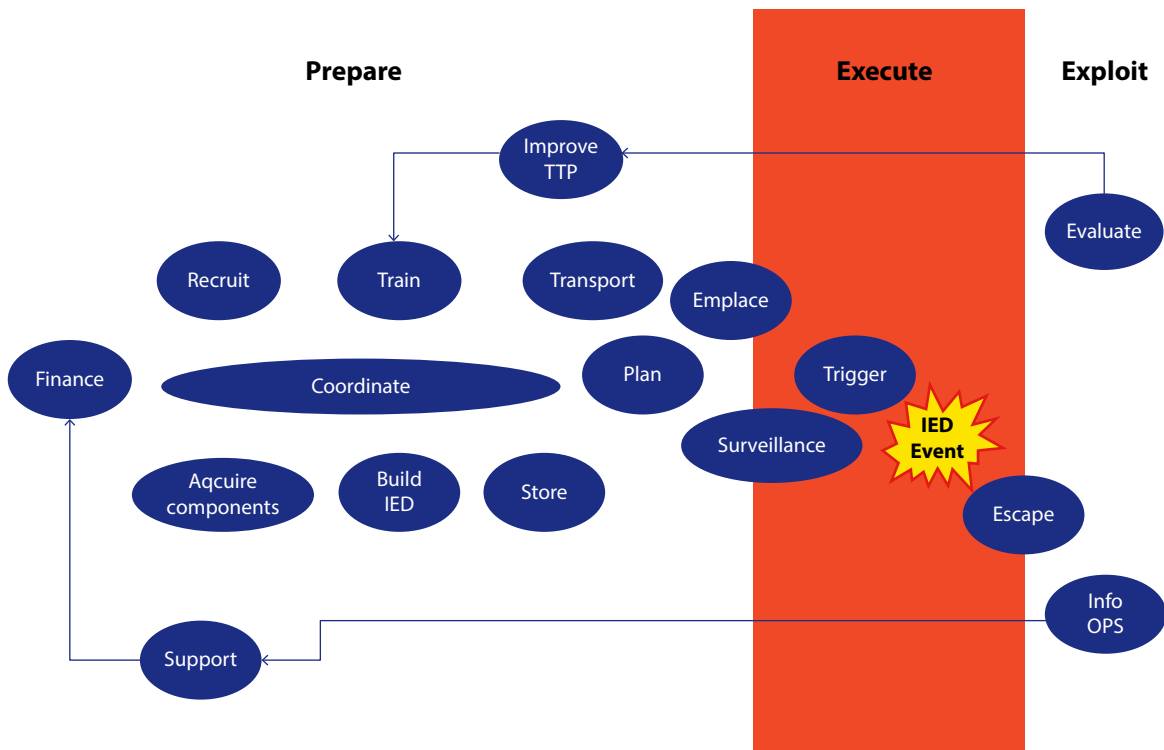 Prepare
Execute
Exploit
Improve
TTP
Evaluate
Recruit
Train
Transport
Emplace
Finance
Coordinate
Plan
Trigger
IED
Event
Surveillance
Aqcuire
components
Build
IED
Store
Escape
Info
OPS
Support